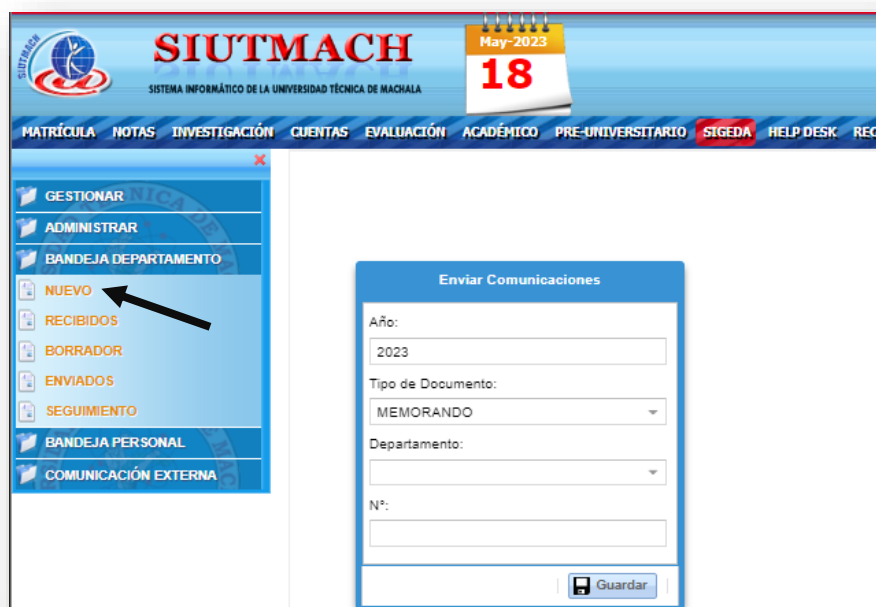 UTMACH
SIUTMACH
SISTEMA INFORMÁTICO DE LA UNIVERSIDAD TÉCNICA DE MACHALA
May-2023
18
MATRÍCULA NOTAS INVESTIGACIÓN CUENTAS EVALUACIÓN ACADÉMICO PRE-UNIVERSITARIO SIGEDA HELP DESK REC
GESTIONAR
ADMINISTRAR
BANDEJA DEPARTAMENTO
NUEVO
RECIBIDOS
BORRADOR
ENVIADOS
SEGUIMIENTO
BANDEJA PERSONAL
COMUNICACIÓN EXTERNA
Enviar Comunicaciones
Año:
2023
Tipo de Documento:
MEMORANDO
Departamento:
N°:
Guardar